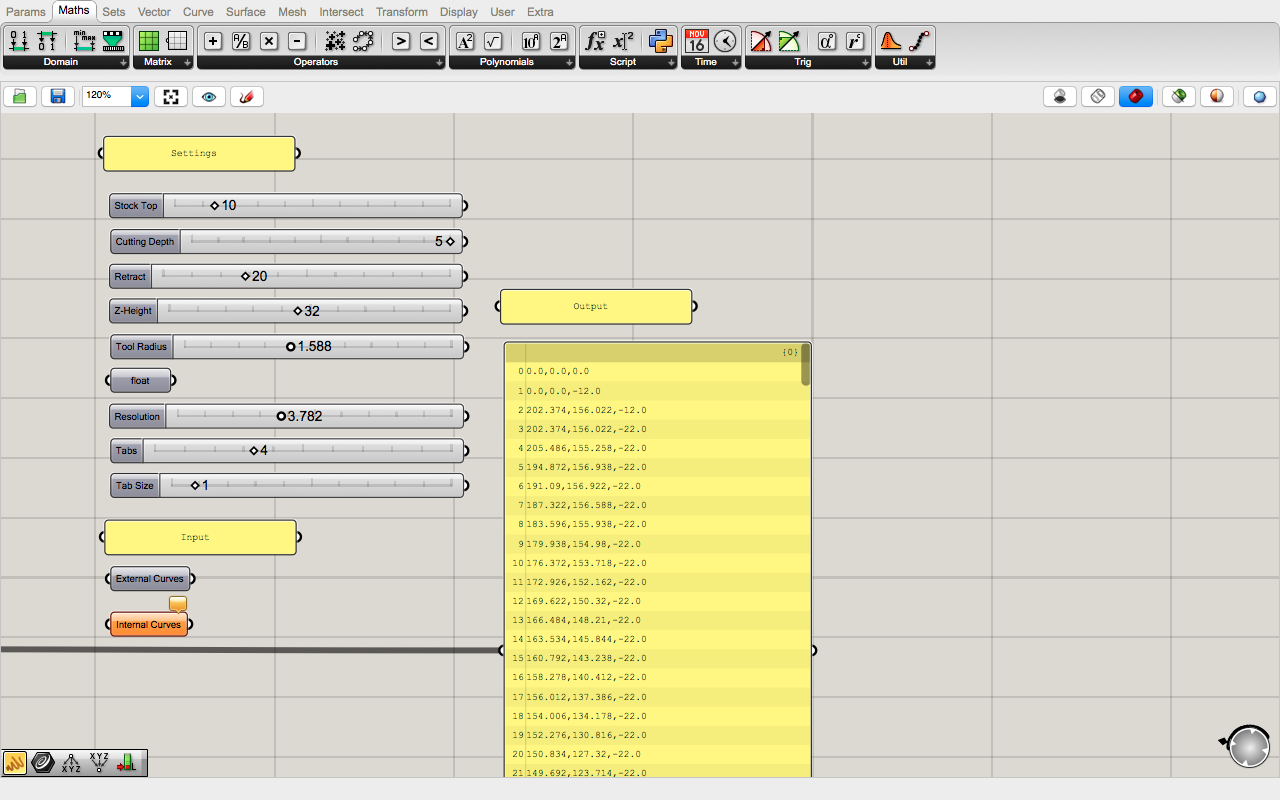 Params Maths Sets Vector Curve Surface Mesh Intersect Transform Display User Extra
Domain Matrix Operators Polynomials Script Time Trig Util
120%
Settings
Stock Top 10
Cutting Depth 5
Retract 20
Z-Height 32
Tool Radius 1.588
float
Resolution 3.782
Tabs 4
Tab Size 1
Input
External Curves
Internal Curves
Output
{0}
0 0.0,0.0,0.0
1 0.0,0.0,-12.0
2 202.374,156.022,-12.0
3 202.374,156.022,-22.0
4 205.486,155.258,-22.0
5 194.872,156.938,-22.0
6 191.09,156.922,-22.0
7 187.322,156.588,-22.0
8 183.596,155.938,-22.0
9 179.938,154.98,-22.0
10 176.372,153.718,-22.0
11 172.926,152.162,-22.0
12 169.622,150.32,-22.0
13 166.484,148.21,-22.0
14 163.534,145.844,-22.0
15 160.792,143.238,-22.0
16 158.278,140.412,-22.0
17 156.012,137.386,-22.0
18 154.006,134.178,-22.0
19 152.276,130.816,-22.0
20 150.834,127.32,-22.0
21 149.692,123.714,-22.0